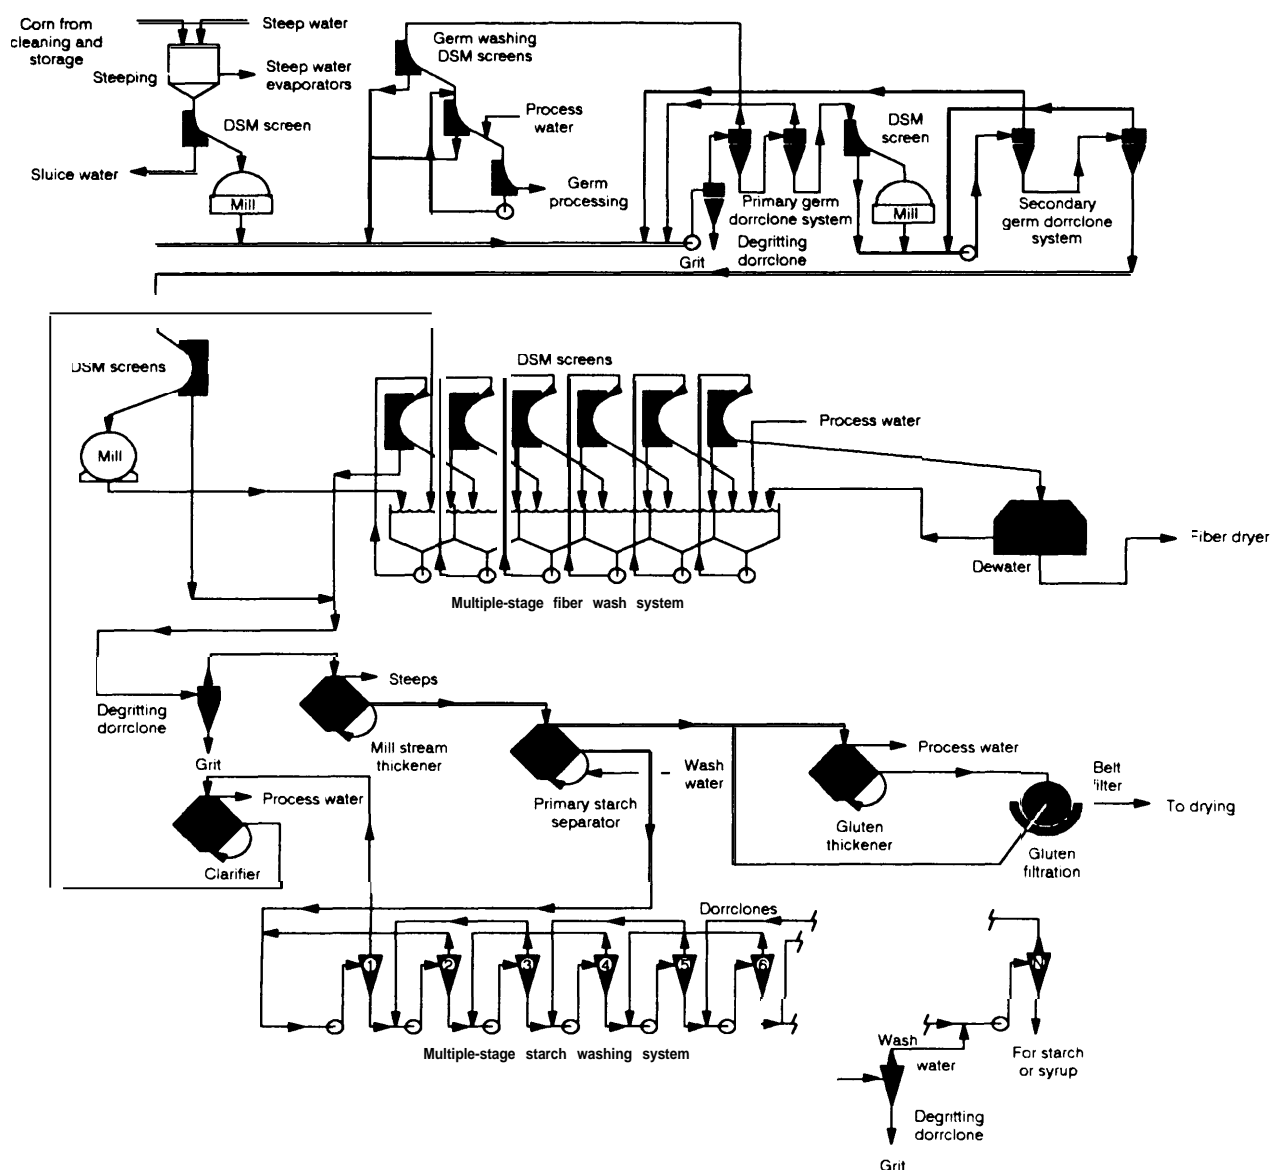 Corn from
cleaning and
storage
Steep water
Steeping
Steep water
evaporators
DSM screen
Sluice water
Mill
Germ washing
DSM screens
Process
water
Germ
processing
DSM
screen
Mill
Primary germ
dorrclone system
Degritting
dorrclone
Grit
Secondary
germ dorrclone
system
DSM screens
Mill
DSM screens
Process water
Dewater
Fiber dryer
Multiple-stage fiber wash system
Degritting
dorrclone
Grit
Steeps
Mill stream
thickener
Primary starch
separator
Wash
water
Process water
Gluten
thickener
Belt
filter
To drying
Gluten
filtration
Process water
Clarifier
Dorrclones
1
2
3
4
5
6
N
Multiple-stage starch washing system
Wash
water
For starch
or syrup
Degritting
dorrclone
Grit